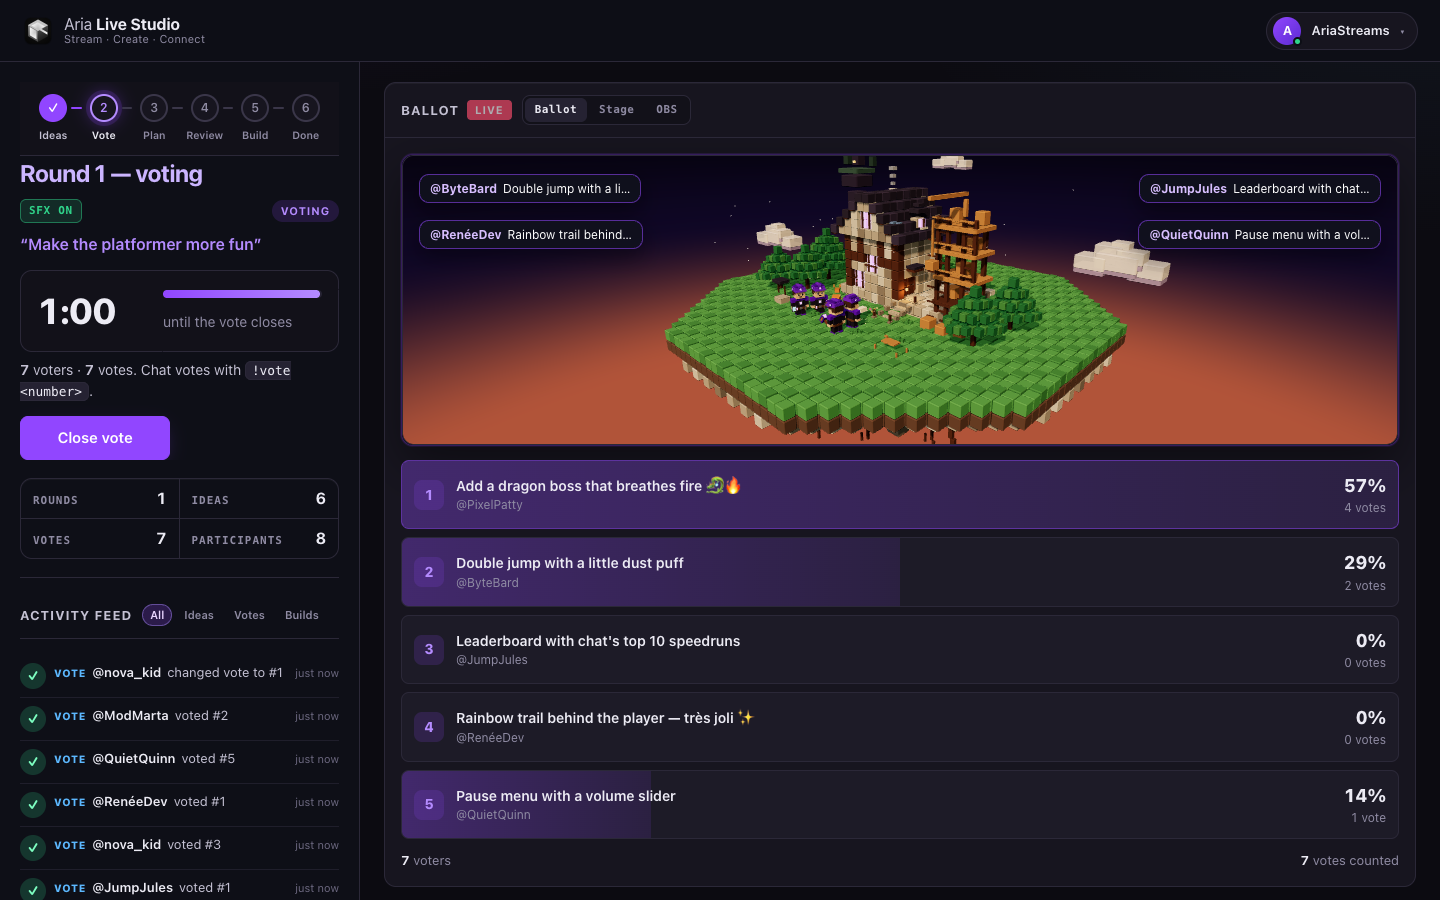 Aria Live Studio
Stream · Create · Connect
A AriaStreams
2 3 4 5 6
Ideas Vote Plan Review Build Done
Round 1 — voting
SFX ON
VOTING
“Make the platformer more fun”
1:00
until the vote closes
7 voters · 7 votes. Chat votes with !vote
<number>.
Close vote
ROUNDS 1
IDEAS 6
VOTES 7
PARTICIPANTS 8
ACTIVITY FEED All Ideas Votes Builds
VOTE @nova_kid changed vote to #1 just now
VOTE @ModMarta voted #2 just now
VOTE @QuietQuinn voted #5 just now
VOTE @RenéeDev voted #1 just now
VOTE @nova_kid voted #3 just now
VOTE @JumpJules voted #1 just now
BALLOT LIVE Ballot Stage OBS
@ByteBard Double jump with a li...
@JumpJules Leaderboard with chat...
@RenéeDev Rainbow trail behind...
@QuietQuinn Pause menu with a vol...
1 Add a dragon boss that breathes fire 🐉🔥 57%
@PixelPatty 4 votes
2 Double jump with a little dust puff 29%
@ByteBard 2 votes
3 Leaderboard with chat's top 10 speedruns 0%
@JumpJules 0 votes
4 Rainbow trail behind the player — très joli ✨ 0%
@RenéeDev 0 votes
5 Pause menu with a volume slider 14%
@QuietQuinn 1 vote
7 voters 7 votes counted